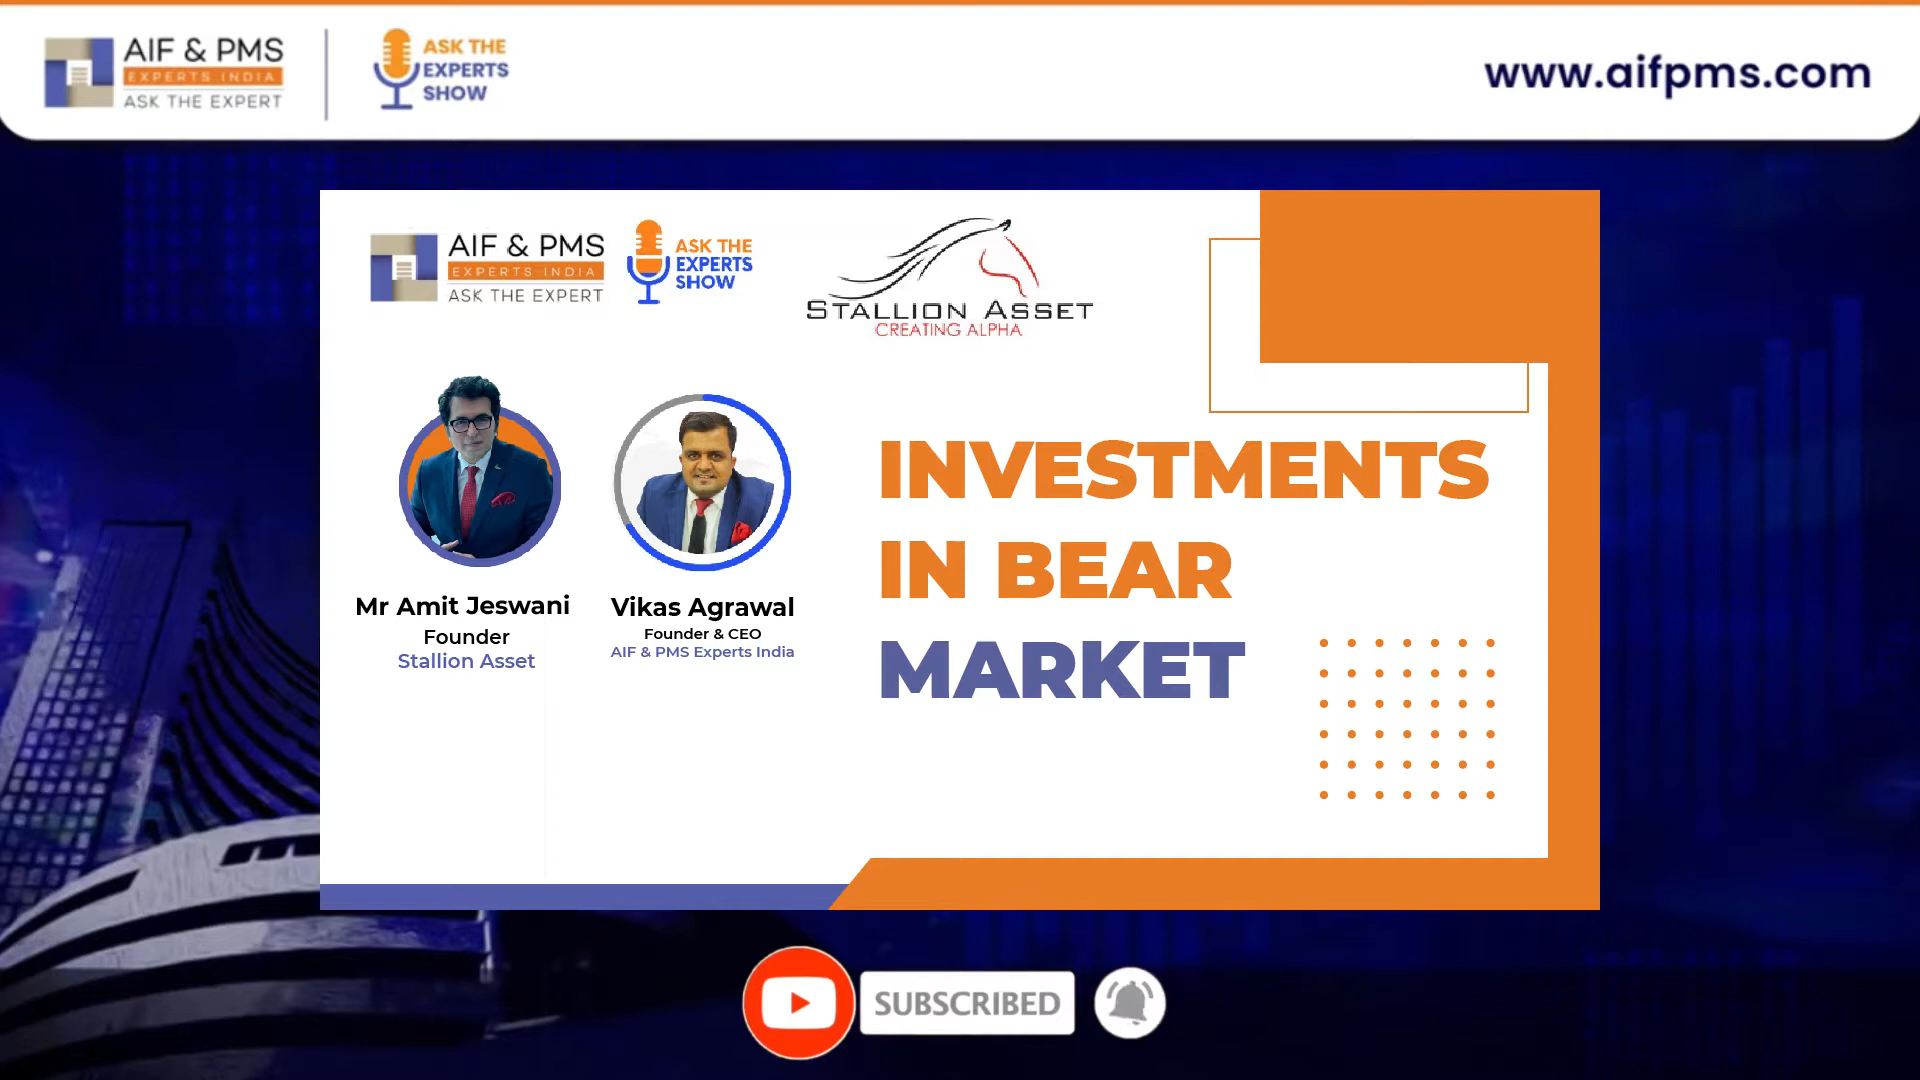 AIF & PMS
EXPERTS INDIA
ASK THE EXPERT
ASK THE
EXPERTS
SHOW
www.aifpms.com
AIF & PMS
EXPERTS INDIA
ASK THE EXPERT
ASK THE
EXPERTS
SHOW
STALLION ASSET
CREATING ALPHA
Mr Amit Jeswani
Founder
Stallion Asset
Vikas Agrawal
Founder & CEO
AIF & PMS Experts India
INVESTMENTS
IN BEAR
MARKET
SUBSCRIBED